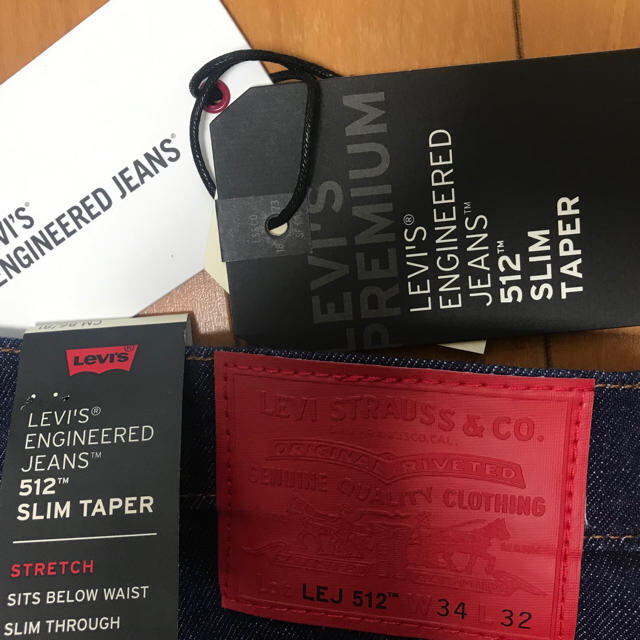 VI'S
ENGINEERED JEANS®
LEVI'S
PREMIUM
LEVI'S®
ENGINEERED
JEANS™
512™
SLIM
TAPER
Levi's
LEVI'S®
ENGINEERED
JEANS™
512™
SLIM TAPER
STRETCH
SITS BELOW WAIST
SLIM THROUGH
LEVI STRAUSS & CO.
ORIGINAL RIVETED
GENUINE QUALITY CLOTHING
LEJ 512™ W 34 L 32